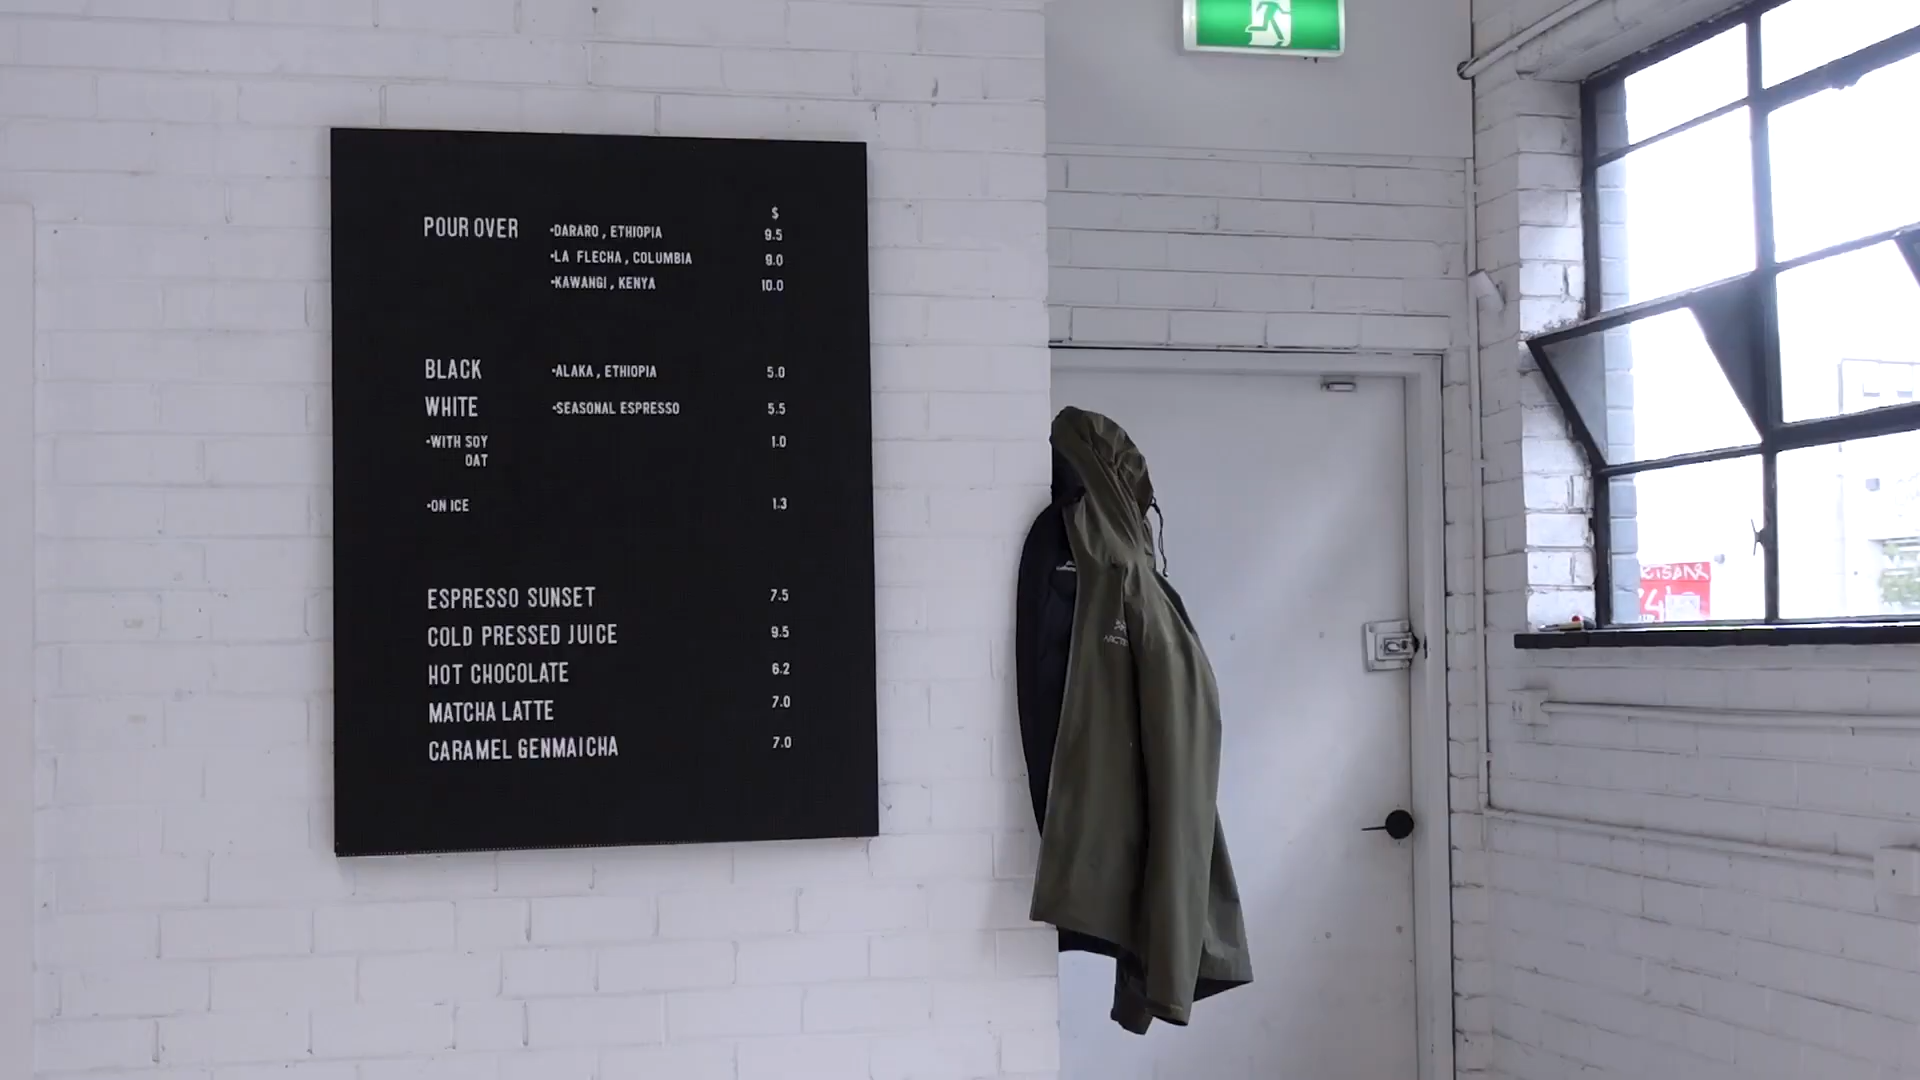 $
POUR OVER •DARARO, ETHIOPIA 9.5
•LA FLECHA, COLUMBIA 9.0
•KAWANGI, KENYA 10.0
BLACK •ALAKA, ETHIOPIA 5.0
WHITE •SEASONAL ESPRESSO 5.5
•WITH SOY 1.0
OAT
•ON ICE 1.3
ESPRESSO SUNSET 7.5
COLD PRESSED JUICE 9.5
HOT CHOCOLATE 6.2
MATCHA LATTE 7.0
CARAMEL GENMAICHA 7.0